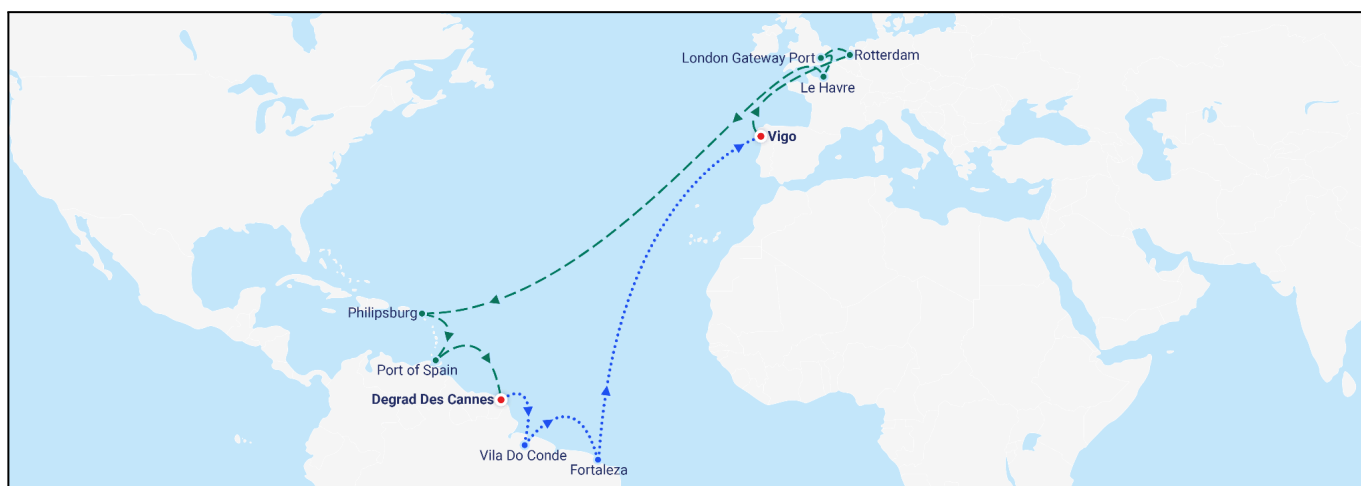 London Gateway Port
Rotterdam
Le Havre
Vigo
Philipsburg
Port of Spain
Degrad Des Cannes
Vila Do Conde
Fortaleza